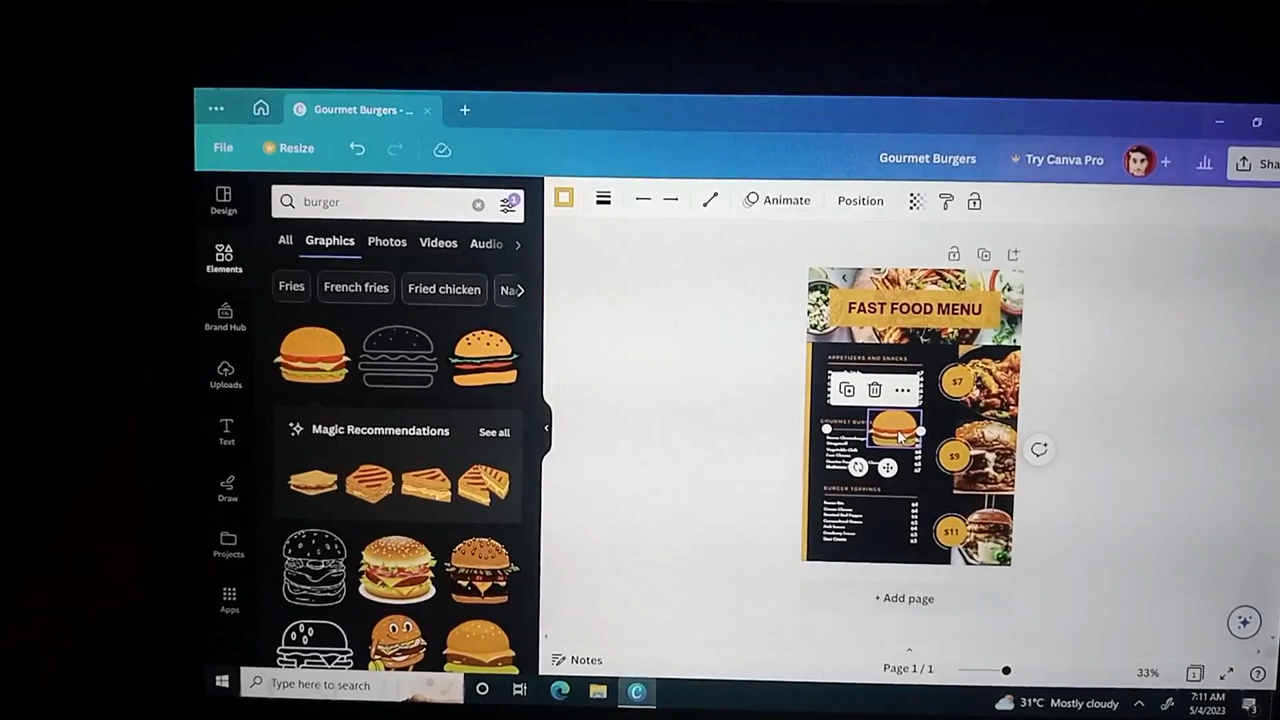 Gourmet Burgers - ...
File
Resize
Gourmet Burgers
Try Canva Pro
Sha
Design
burger
Animate
Position
All Graphics Photos Videos Audio
Elements
Fries French fries Fried chicken
Brand Hub
FAST FOOD MENU
APPETIZERS AND SNACKS
$7
Uploads
Text
Magic Recommendations See all
$9
Draw
BURGER TOPPINGS
Projects
$11
Apps
+ Add page
Notes
Page 1 / 1
33%
1
Type here to search
31°C Mostly cloudy
7:11 AM
5/4/2023